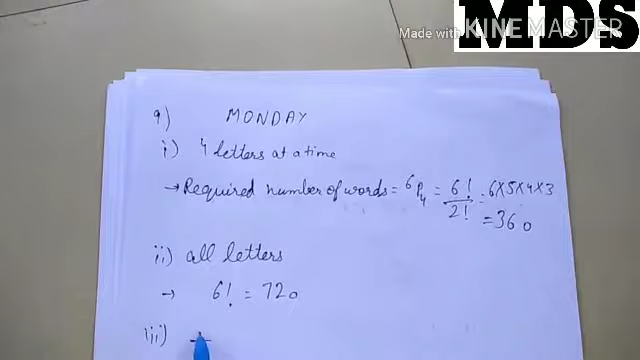 MDS
Made with KINEMASTER
9) MONDAY
i) 4 letters at a time
→ Required number of words = ⁶P₄ = 6!/2! = 6×5×4×3
= 360
ii) all letters
→ 6! = 720
iii)